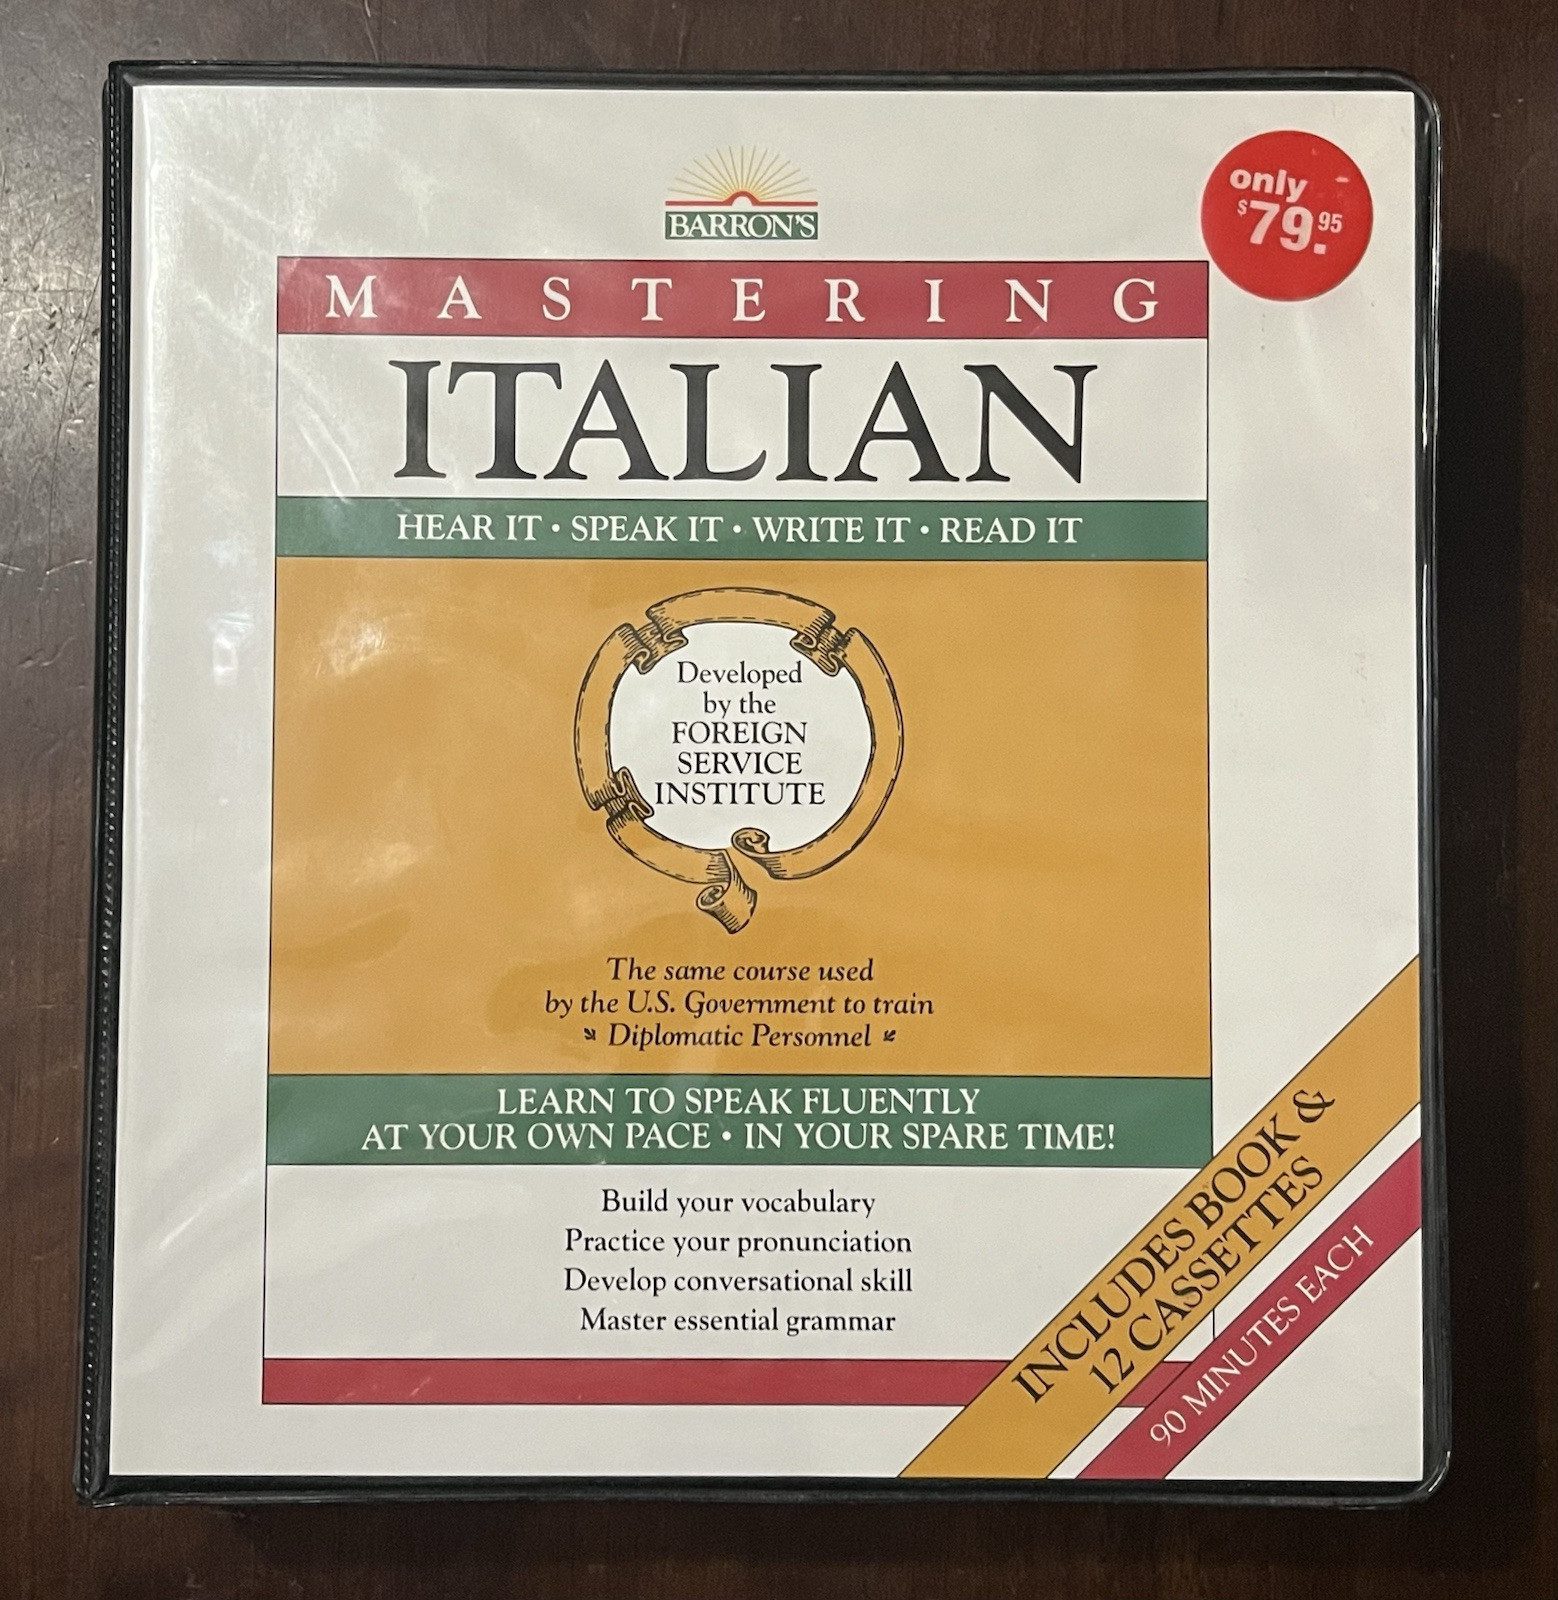 BARRON'S
only
$79.95
MASTERING
ITALIAN
HEAR IT • SPEAK IT • WRITE IT • READ IT
Developed
by the
FOREIGN
SERVICE
INSTITUTE
The same course used
by the U.S. Government to train
Diplomatic Personnel
LEARN TO SPEAK FLUENTLY
AT YOUR OWN PACE • IN YOUR SPARE TIME!
Build your vocabulary
Practice your pronunciation
Develop conversational skill
Master essential grammar
INCLUDES BOOK &
12 CASSETTES
90 MINUTES EACH